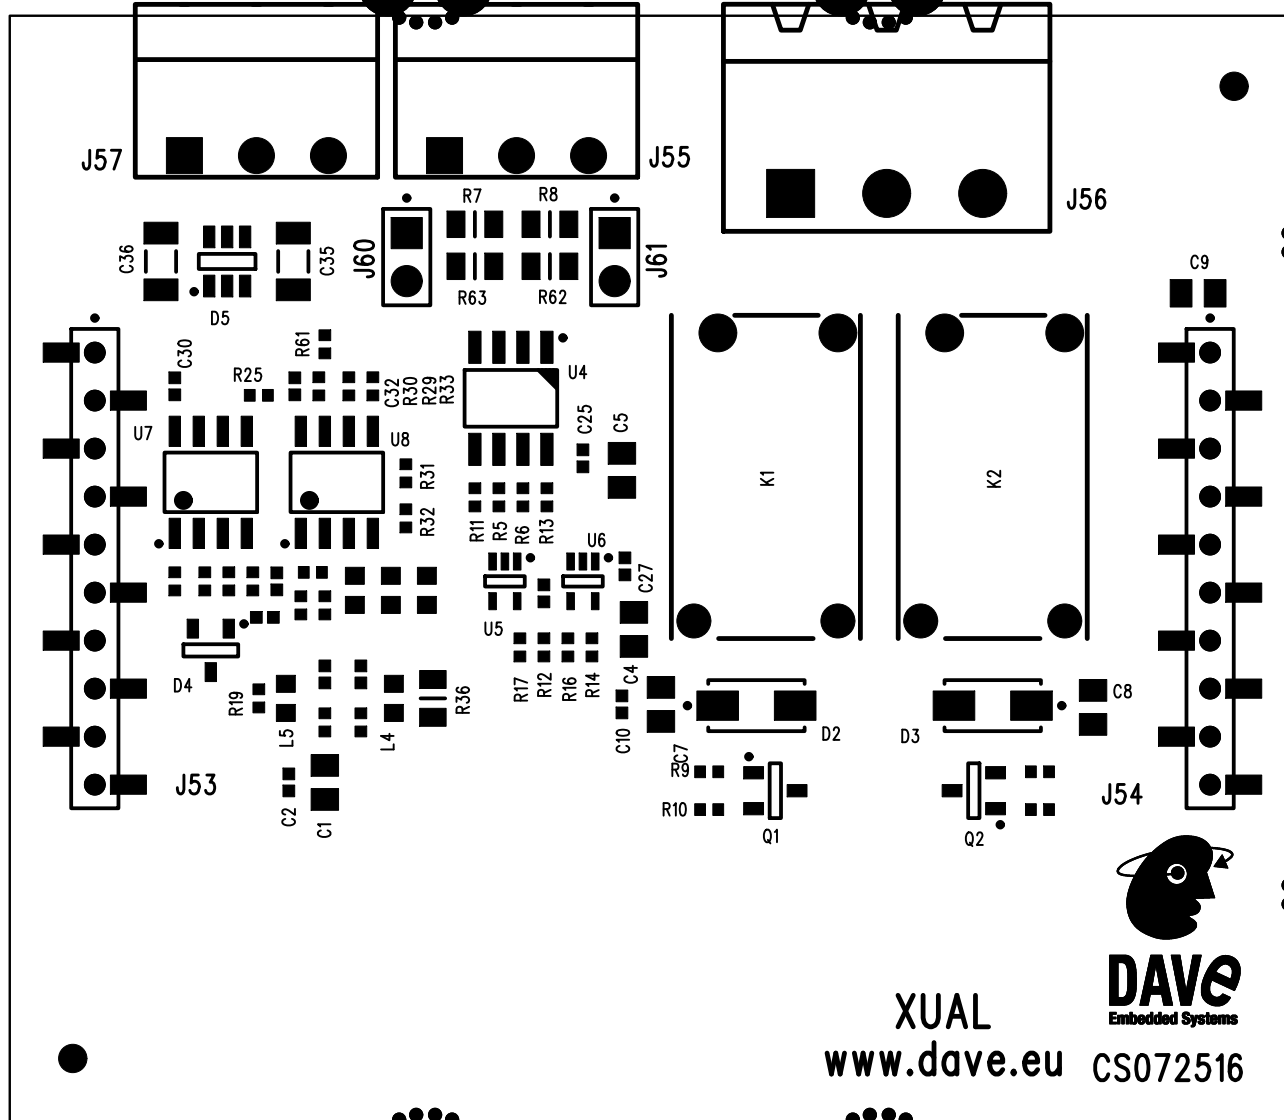 J57
J55
J56
R7
R8
C36
C35
J60
J61
D5
R63
R62
C9
C30
R61
R25
C32
R30
R29
R33
U4
U7
U8
C25
C5
R31
R32
K1
K2
R11
R5
R6
R13
U6
C27
U5
D4
R19
R17
R12
R16
R14
C4
R36
L5
L4
C10
C7
D2
D3
C8
J53
C2
C1
R9
R10
Q1
Q2
J54
DAVe
Embedded Systems
XUAL
www.dave.eu
CS072516